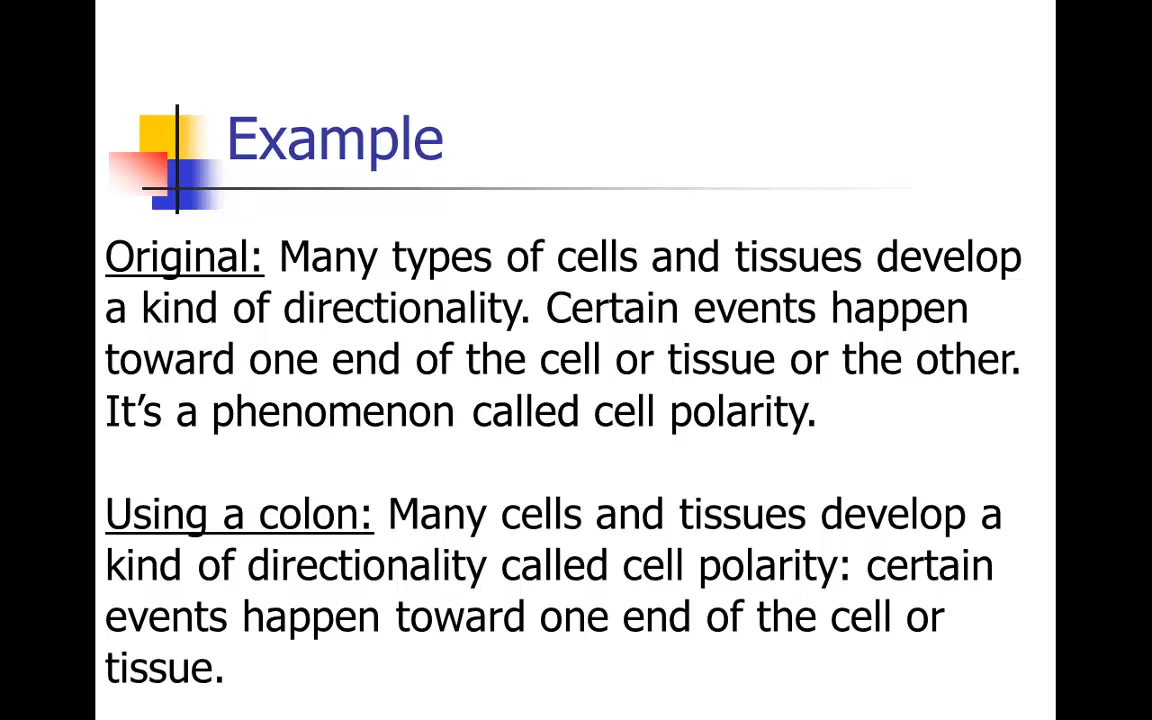 Example
Original: Many types of cells and tissues develop
a kind of directionality. Certain events happen
toward one end of the cell or tissue or the other.
It’s a phenomenon called cell polarity.
Using a colon: Many cells and tissues develop a
kind of directionality called cell polarity: certain
events happen toward one end of the cell or
tissue.